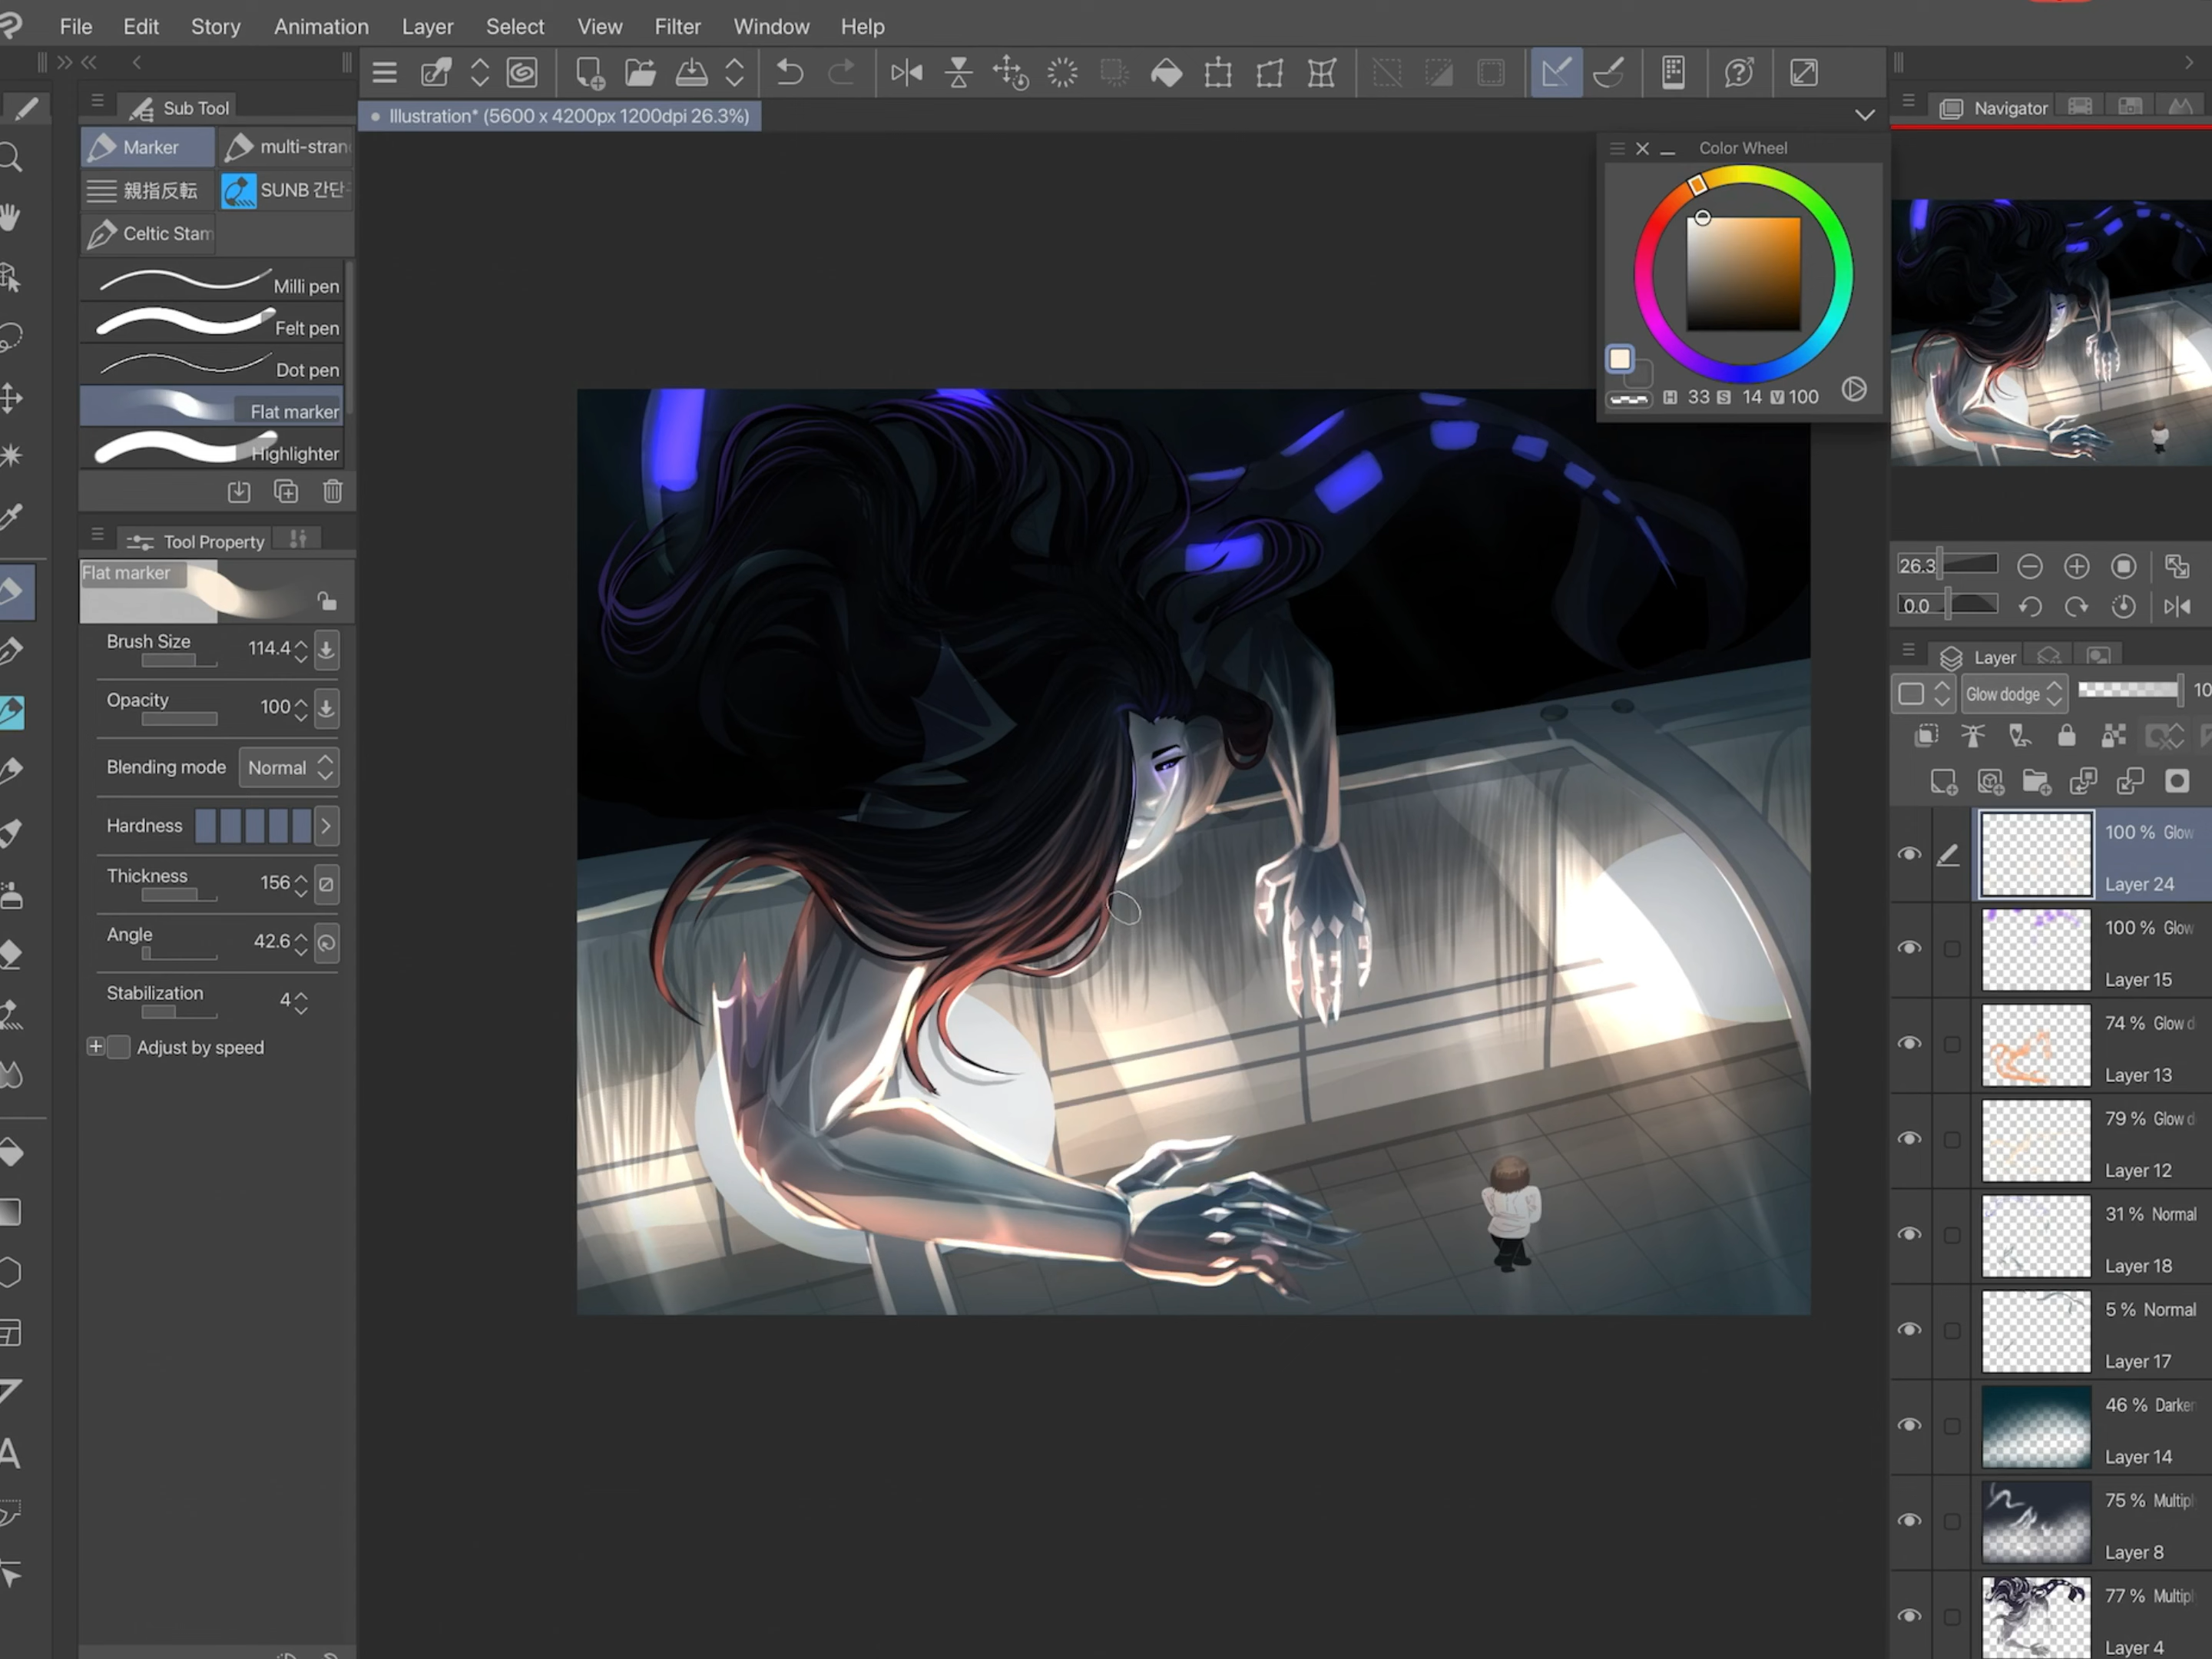 File Edit Story Animation Layer Select View Filter Window Help
Sub Tool
Marker
multi-stran
親指反転
SUNB 간단
Celtic Stam
Milli pen
Felt pen
Dot pen
Flat marker
Highlighter
Tool Property
Flat marker
Brush Size 114.4
Opacity 100
Blending mode Normal
Hardness
Thickness 156
Angle 42.6
Stabilization 4
Adjust by speed
Illustration* (5600 x 4200px 1200dpi 26.3%)
Color Wheel
H 33 S 14 V 100
Navigator
26.3
0.0
Layer
Glow dodge 10
100 % Glow
Layer 24
100 % Glow
Layer 15
74 % Glow d
Layer 13
79 % Glow d
Layer 12
31 % Normal
Layer 18
5 % Normal
Layer 17
46 % Darker
Layer 14
75 % Multipl
Layer 8
77 % Multipl
Layer 4